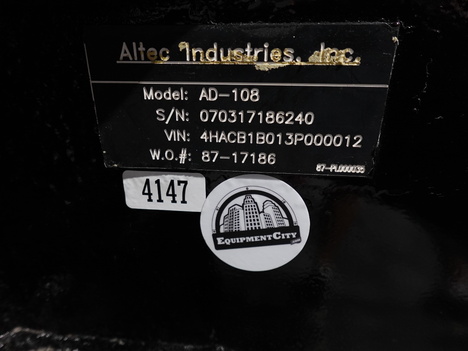 Altec Industries, Inc.
Model: AD-108
S/N: 070317186240
VIN: 4HACB1B013P000012
W.O.#: 87-17186
87-PL000035
4147
EQUIPMENTCITY